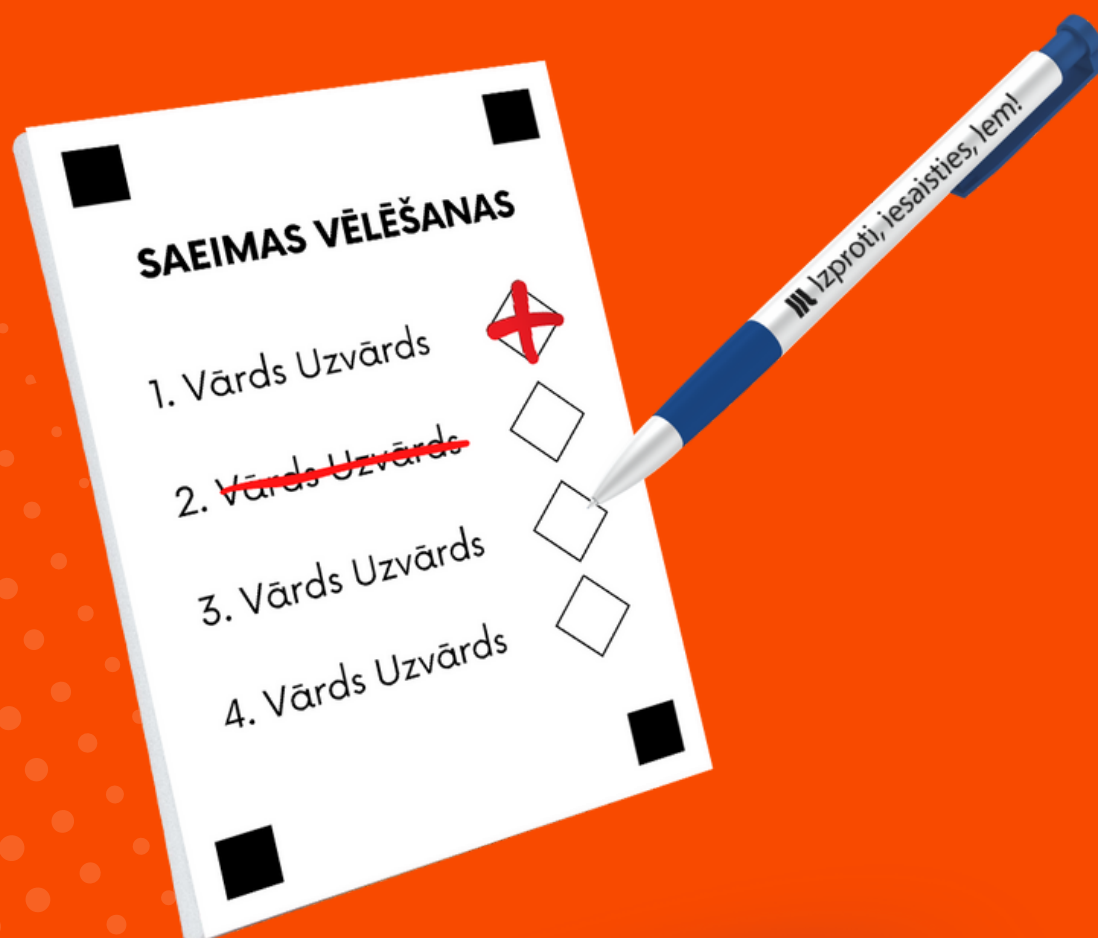 SAEIMAS VĒLĒŠANAS
1. Vārds Uzvārds
2. Vārds Uzvārds
3. Vārds Uzvārds
4. Vārds Uzvārds
Izproti, iesaisties, lem!